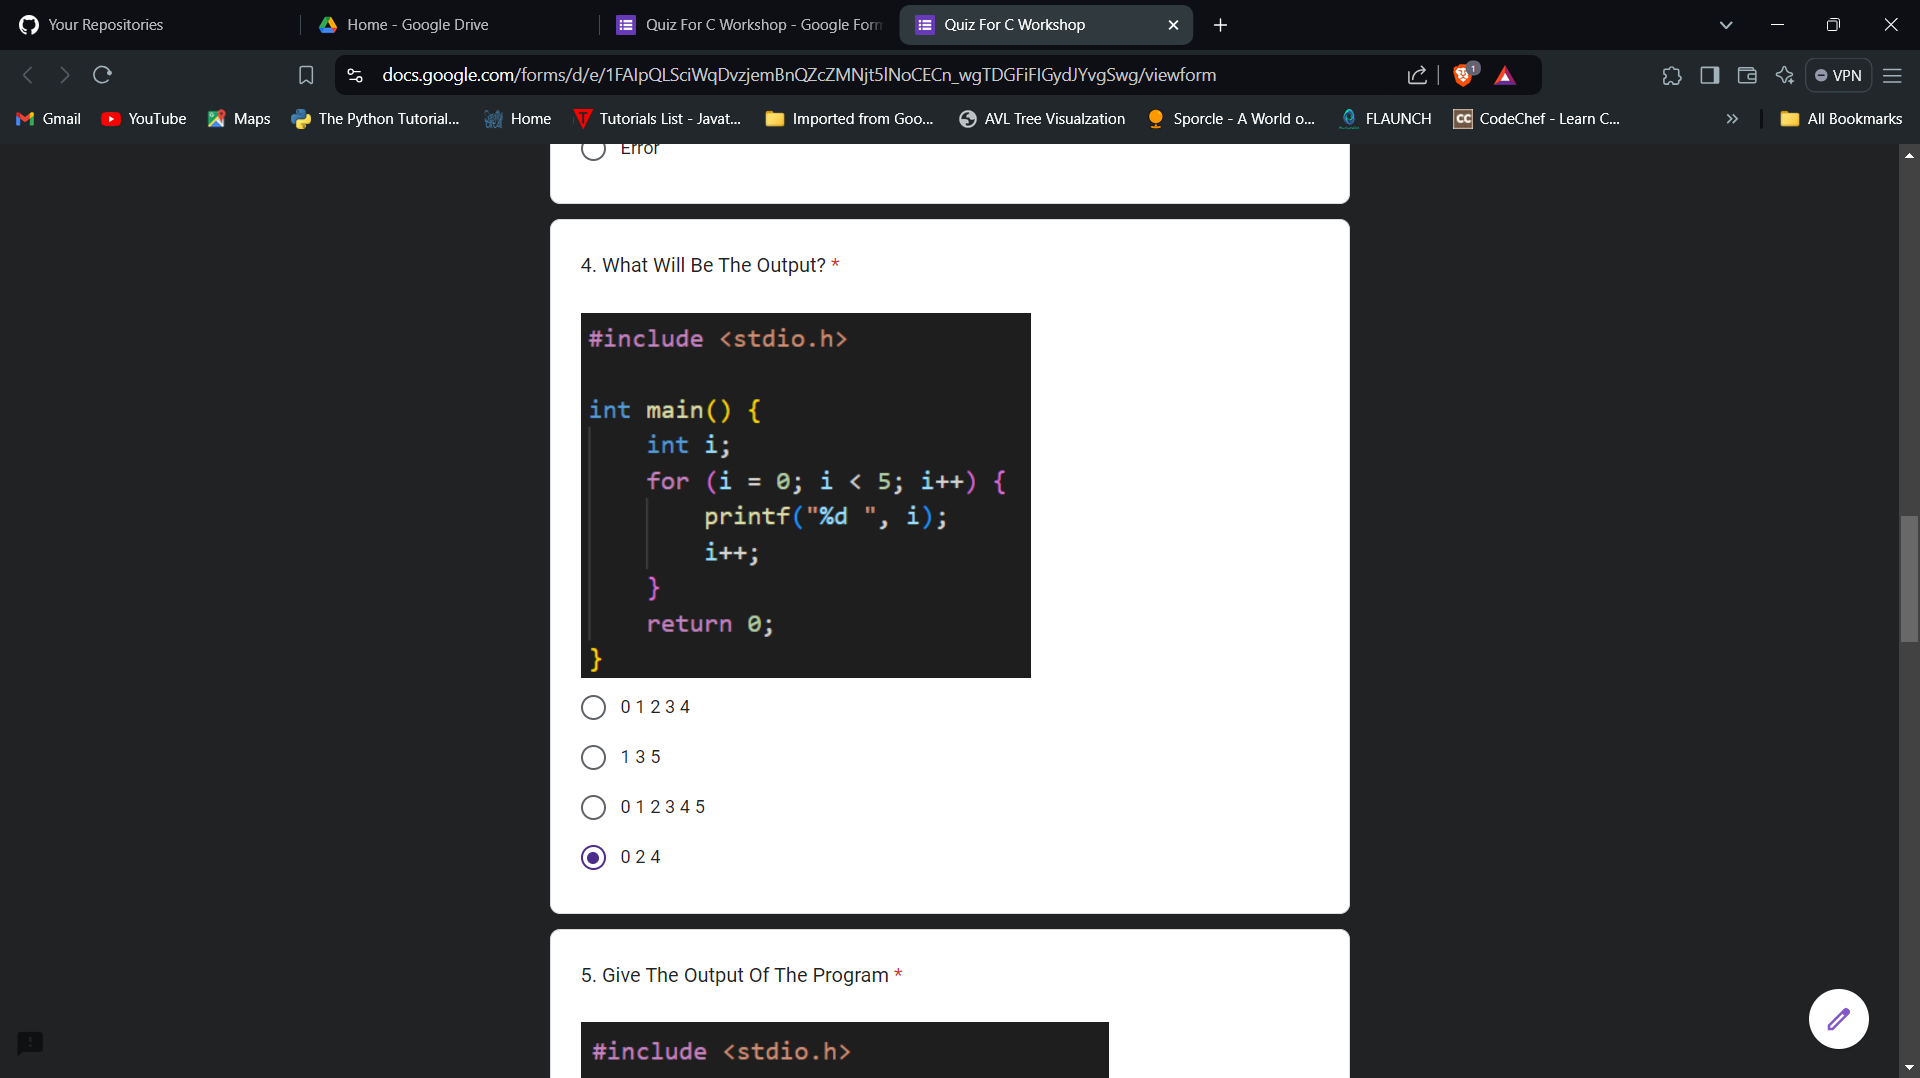 Your Repositories
Home - Google Drive
Quiz For C Workshop - Google Form
Quiz For C Workshop
docs.google.com/forms/d/e/1FAIpQLSciWqDvzjemBnQZcZMNjt5lNoCECn_wgTDGFiFIGydJYvgSwg/viewform
1
VPN
Gmail
YouTube
Maps
The Python Tutorial...
Home
Tutorials List - Javat...
Imported from Goo...
AVL Tree Visualzation
Sporcle - A World o...
FLAUNCH
CC
CodeChef - Learn C...
All Bookmarks
Error
4. What Will Be The Output? *
#include <stdio.h>
int main() {
int i;
for (i = 0; i < 5; i++) {
printf("%d ", i);
i++;
}
return 0;
}
0 1 2 3 4
1 3 5
0 1 2 3 4 5
0 2 4
5. Give The Output Of The Program *
#include <stdio.h>